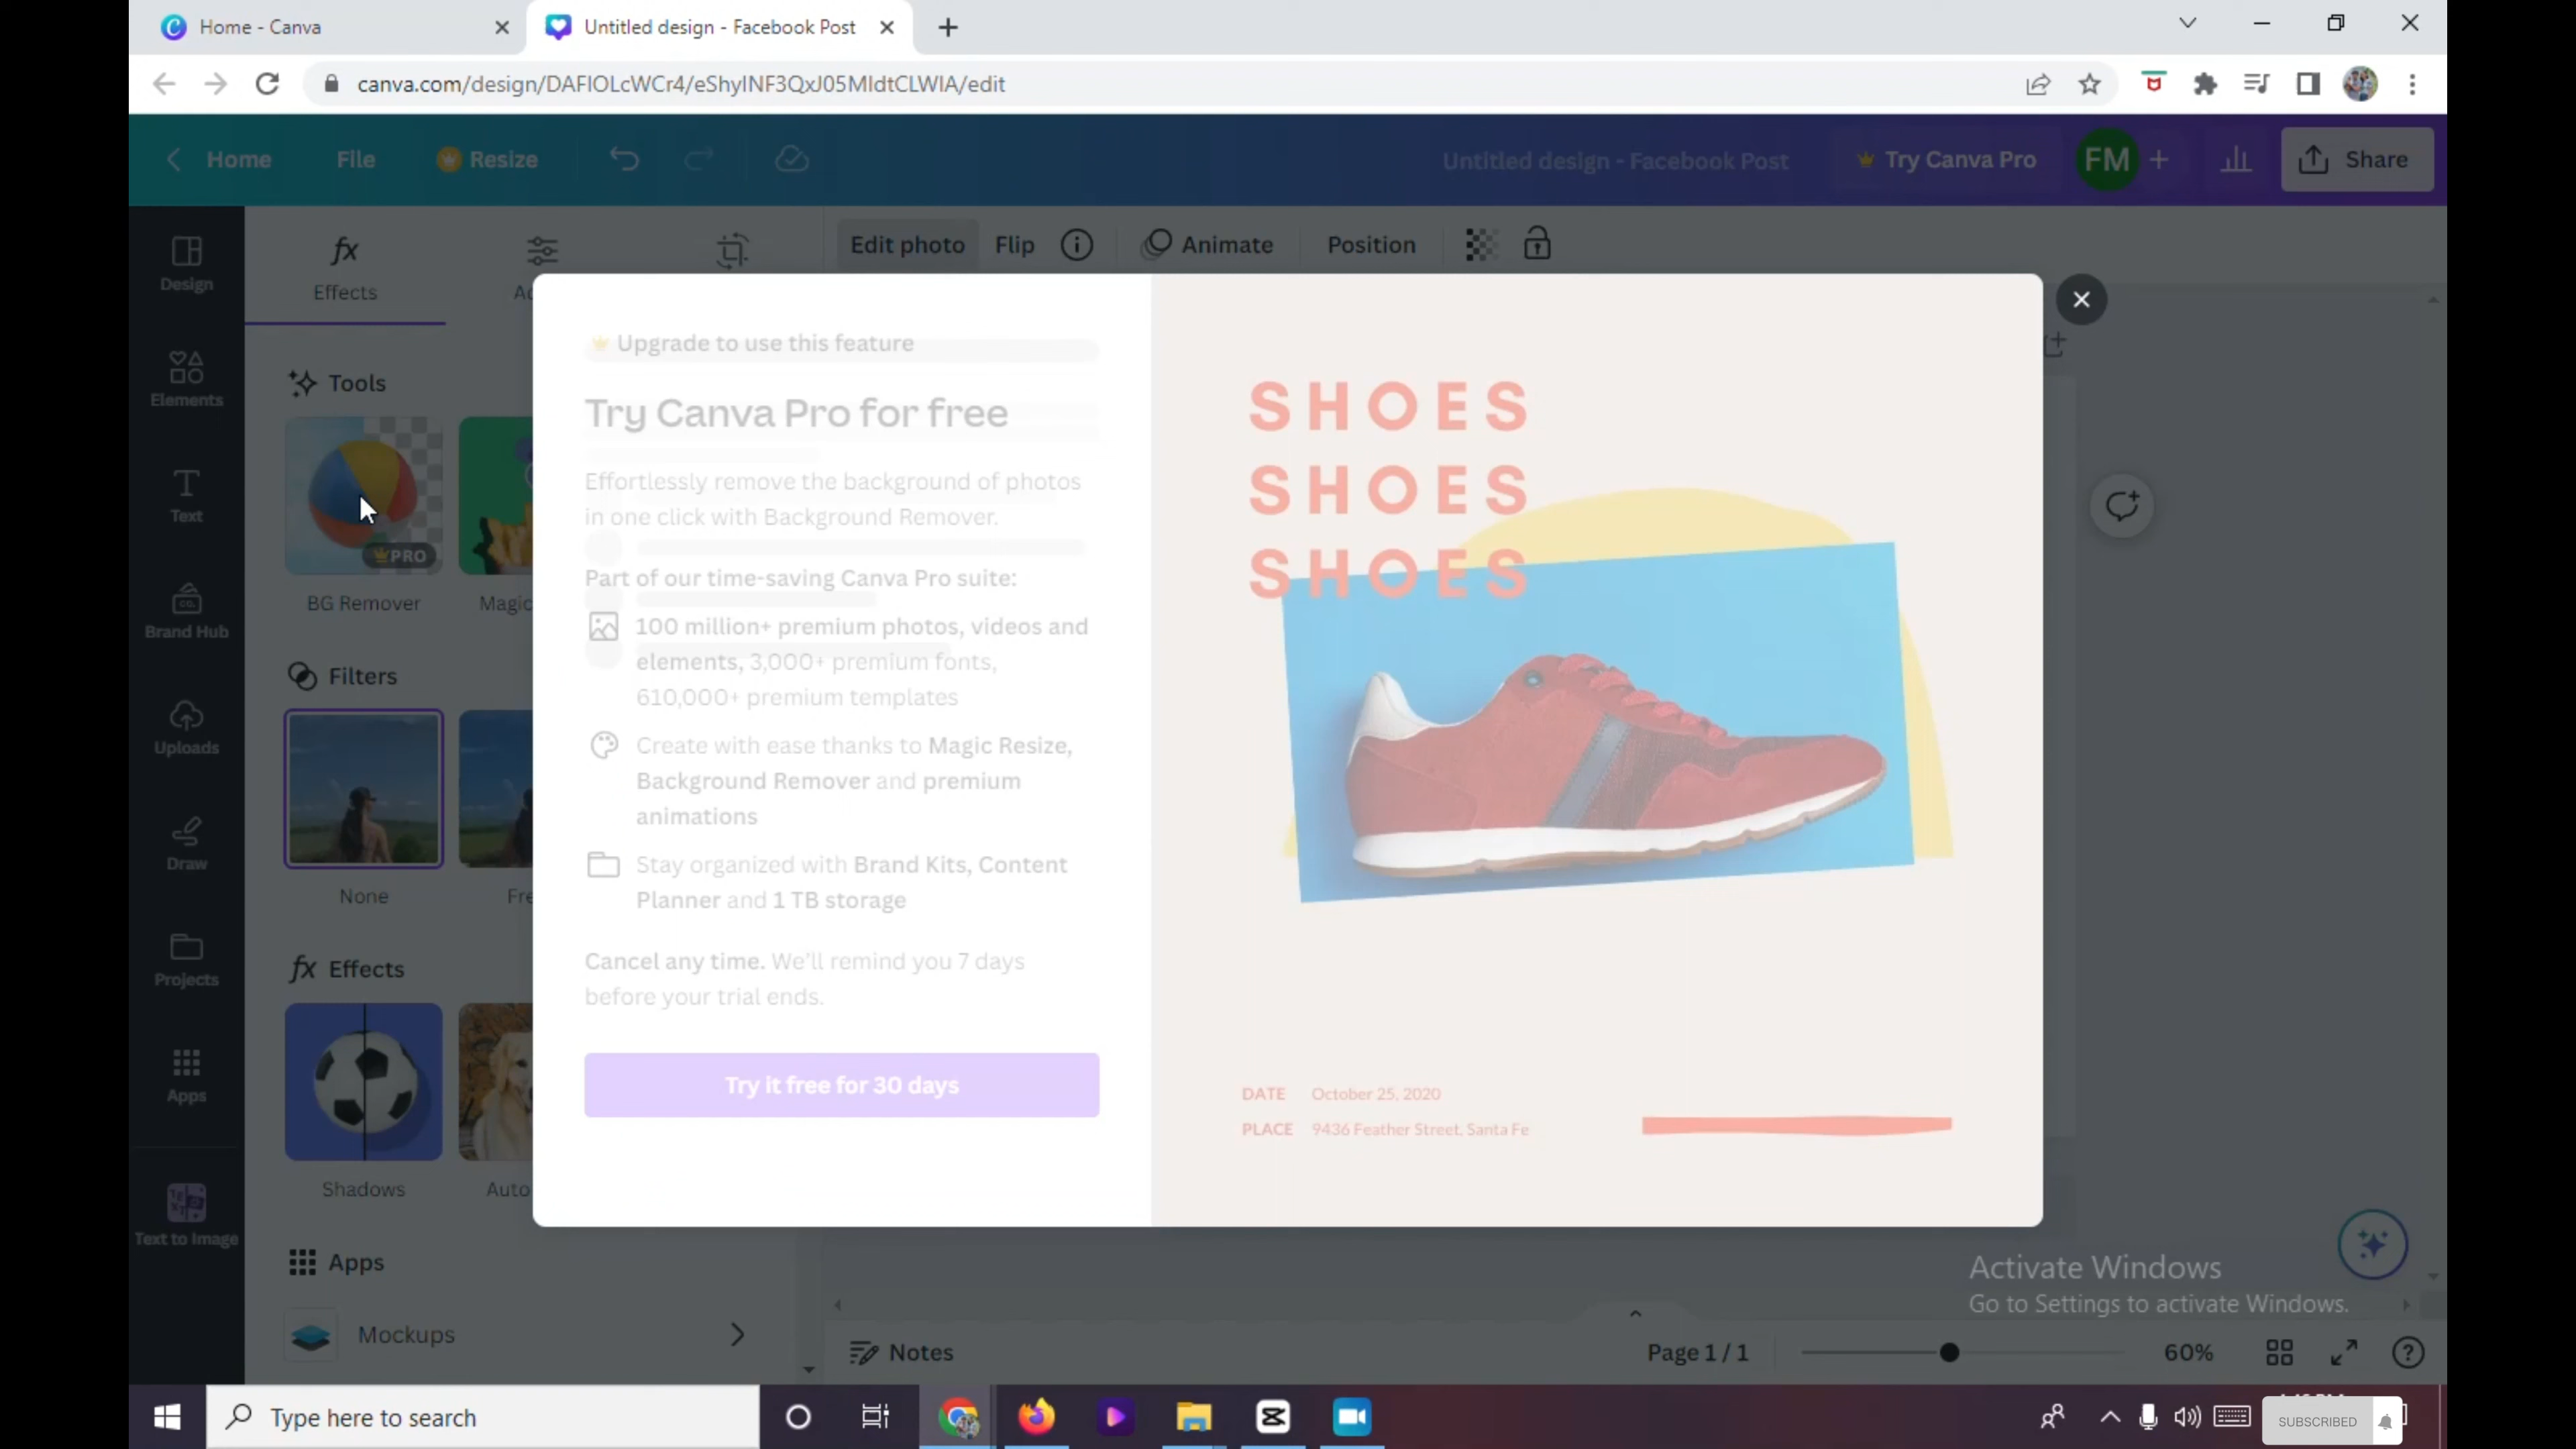 Home - Canva
Untitled design - Facebook Post
canva.com/design/DAFIOLcWCr4/eShyINF3QxJ05MIdtCLWIA/edit
Home
File
Resize
Untitled design - Facebook Post
Try Canva Pro
FM
Share
Design
Elements
Text
Brand Hub
Uploads
Draw
Projects
Apps
Text to Image
Effects
Edit photo
Flip
Animate
Position
Tools
PRO
BG Remover
Magic
Filters
None
Fre
Effects
Shadows
Auto
Apps
Mockups
Upgrade to use this feature
Try Canva Pro for free
Effortlessly remove the background of photos
in one click with Background Remover.
Part of our time-saving Canva Pro suite:
100 million+ premium photos, videos and
elements, 3,000+ premium fonts,
610,000+ premium templates
Create with ease thanks to Magic Resize,
Background Remover and premium
animations
Stay organized with Brand Kits, Content
Planner and 1 TB storage
Cancel any time. We'll remind you 7 days
before your trial ends.
Try it free for 30 days
SHOES
SHOES
SHOES
DATE October 25, 2020
PLACE 9436 Feather Street, Santa Fe
Activate Windows
Go to Settings to activate Windows.
Notes
Page 1 / 1
60%
Type here to search
SUBSCRIBED